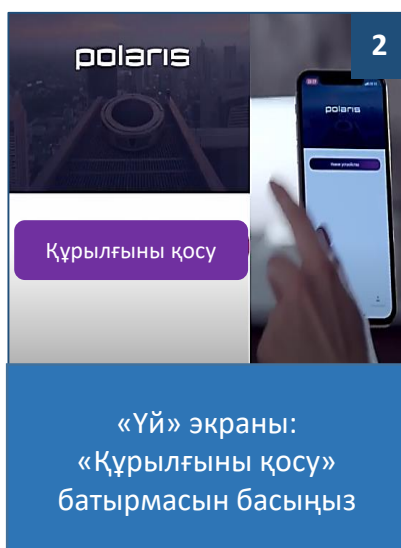 polaris
2
polaris
Құрылғыны қосу
«Үй» экраны:
«Құрылғыны қосу»
батырмасын басыңыз